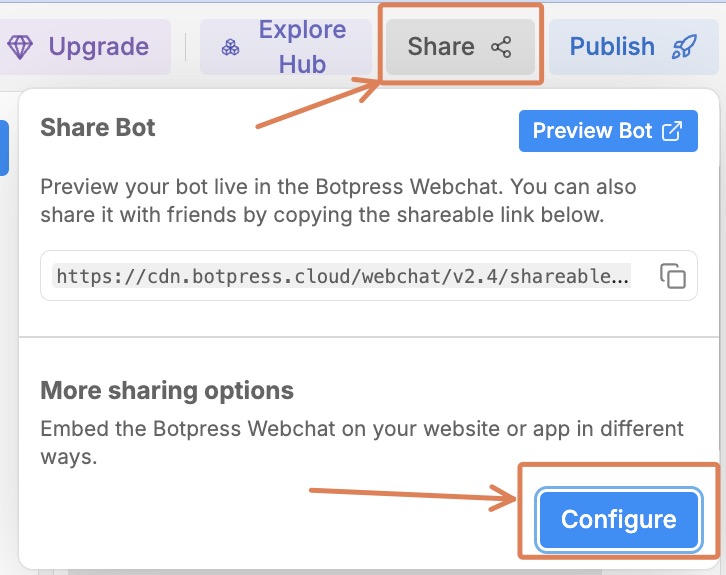 Upgrade
Explore
Hub
Share
Publish
Share Bot
Preview Bot
Preview your bot live in the Botpress Webchat. You can also
share it with friends by copying the shareable link below.
https://cdn.botpress.cloud/webchat/v2.4/shareable...
More sharing options
Embed the Botpress Webchat on your website or app in different
ways.
Configure